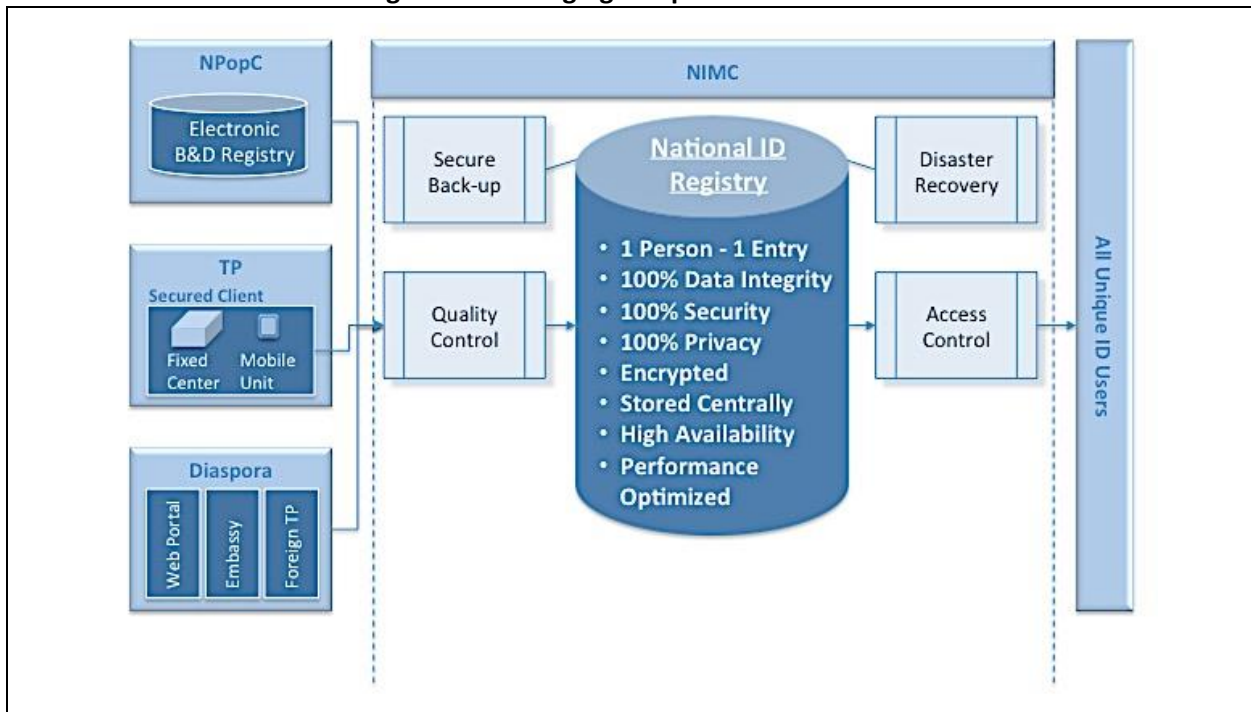 NPopC
Electronic
B&D Registry
TP
Secured Client
Fixed
Center
Mobile
Unit
Diaspora
Web Portal
Embassy
Foreign TP
NIMC
Secure
Back-up
Quality
Control
National ID
Registry
• 1 Person - 1 Entry
• 100% Data Integrity
• 100% Security
• 100% Privacy
• Encrypted
• Stored Centrally
• High Availability
• Performance
Optimized
Disaster
Recovery
Access
Control
All Unique ID Users